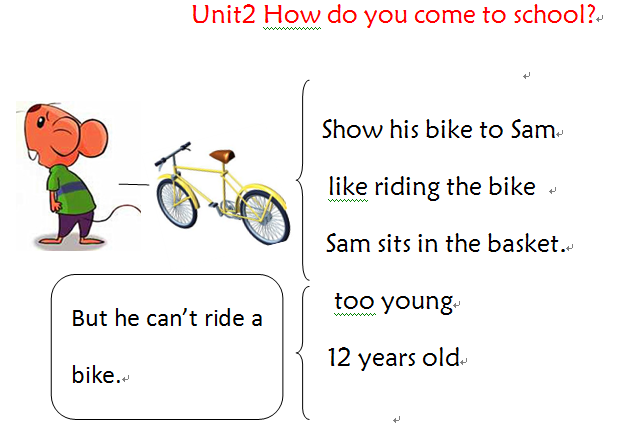 Unit2 How do you come to school?
Show his bike to Sam
like riding the bike
Sam sits in the basket.
too young
12 years old
But he can’t ride a
bike.